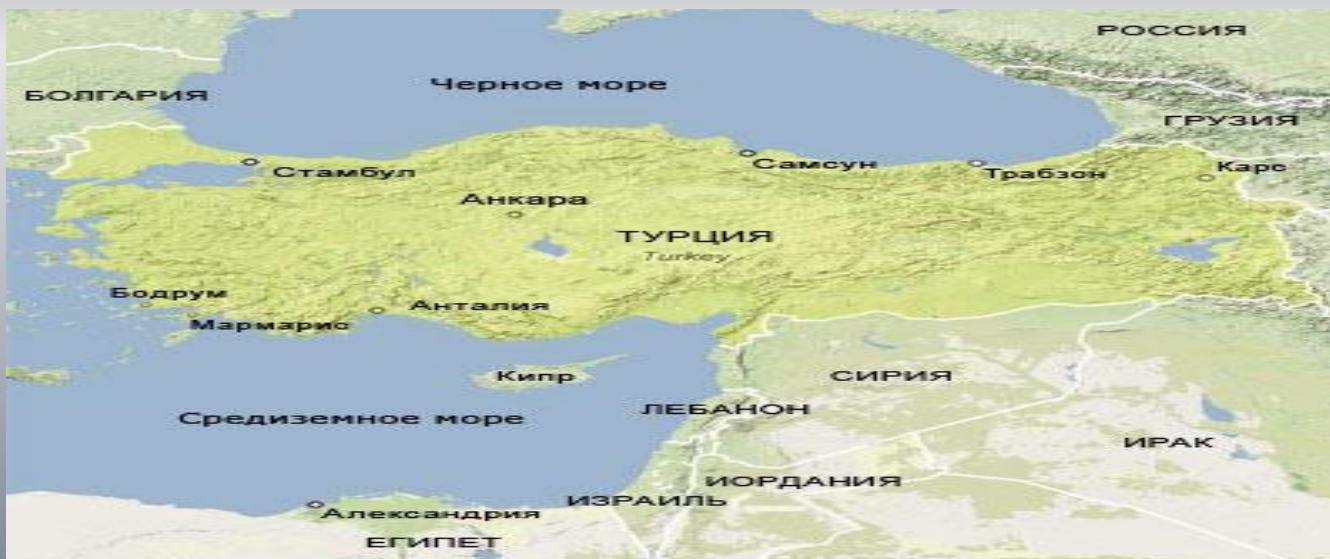 РОССИЯ
Черное море
БОЛГАРИЯ
ГРУЗИЯ
Стамбул
Самсун
Трабзон
Карс
Анкара
ТУРЦИЯ
Turkey
Бодрум
Анталия
Мармарис
Кипр
СИРИЯ
ЛЕБАНОН
Средиземное море
ИРАК
ИОРДАНИЯ
ИЗРАИЛЬ
Александрия
ЕГИПЕТ